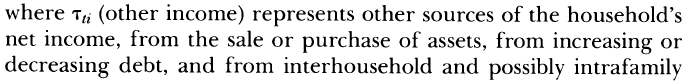 where τti (other income) represents other sources of the household's
net income, from the sale or purchase of assets, from increasing or
decreasing debt, and from interhousehold and possibly intrafamily